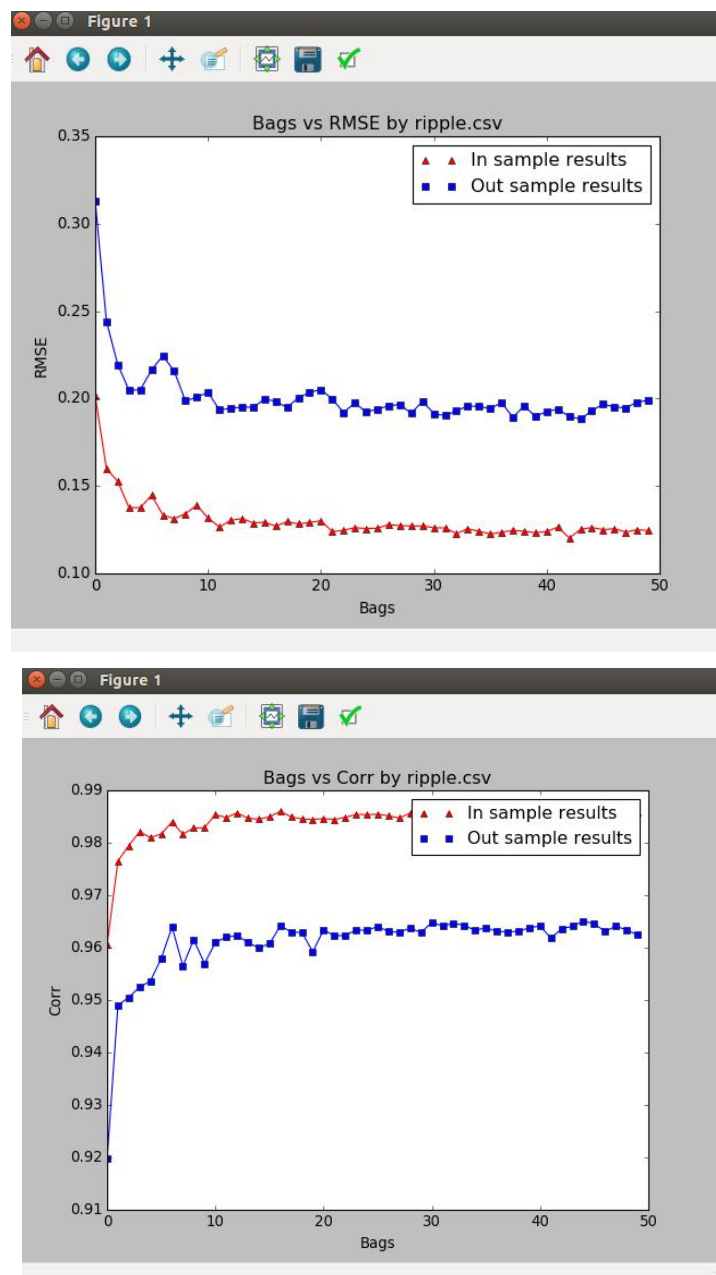 Figure 1
Bags vs RMSE by ripple.csv
In sample results
Out sample results
0.35
0.30
0.25
0.20
0.15
0.10
RMSE
0 10 20 30 40 50
Bags
Figure 1
Bags vs Corr by ripple.csv
In sample results
Out sample results
0.99
0.98
0.97
0.96
0.95
0.94
0.93
0.92
0.91
Corr
0 10 20 30 40 50
Bags